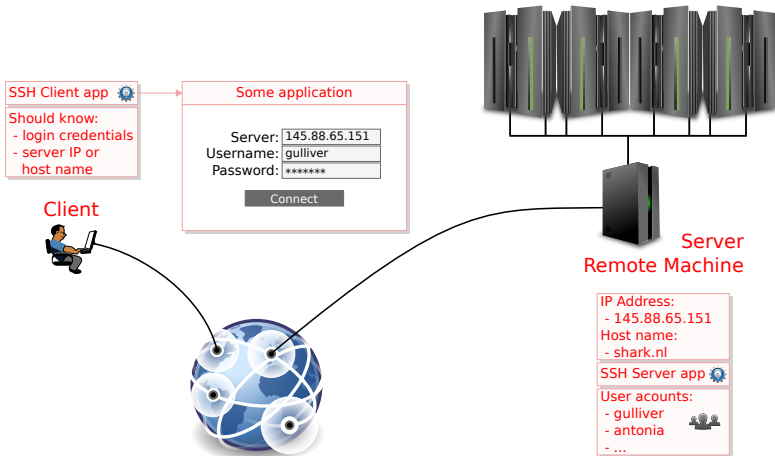 SSH Client app
Should know:
- login credentials
- server IP or
host name
Some application
Server: 145.88.65.151
Username: gulliver
Password: *******
Connect
Client
Server
Remote Machine
IP Address:
- 145.88.65.151
Host name:
- shark.nl
SSH Server app
User acounts:
- gulliver
- antonia
- ...